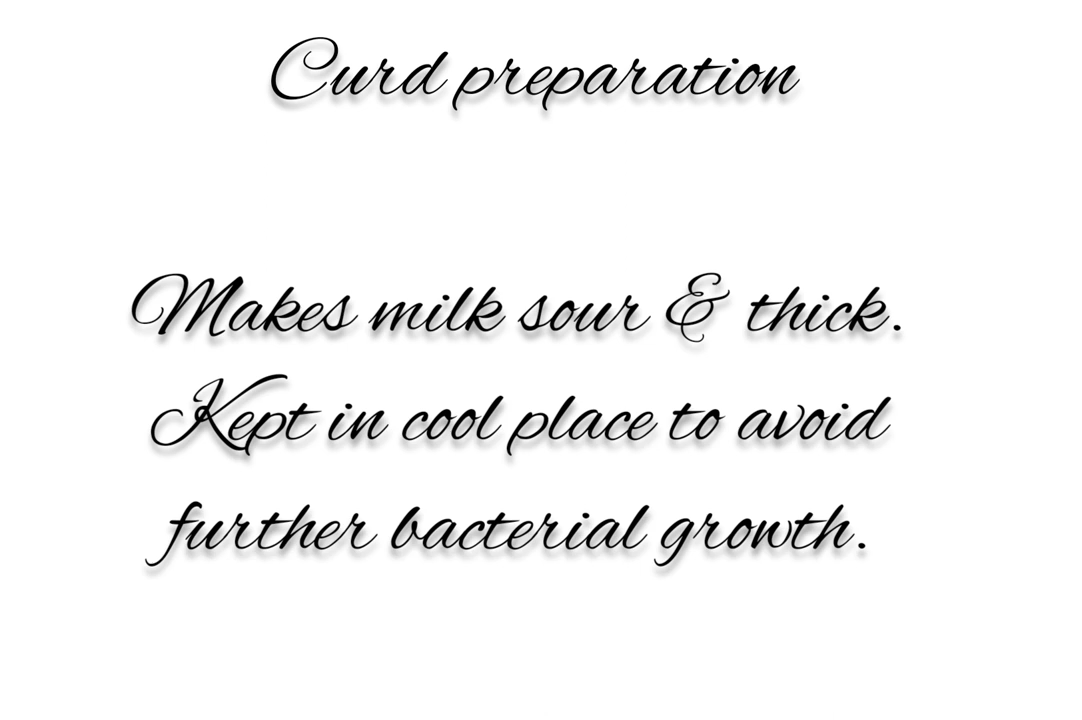 Curd preparation
Makes milk sour & thick.
Kept in cool place to avoid
further bacterial growth.